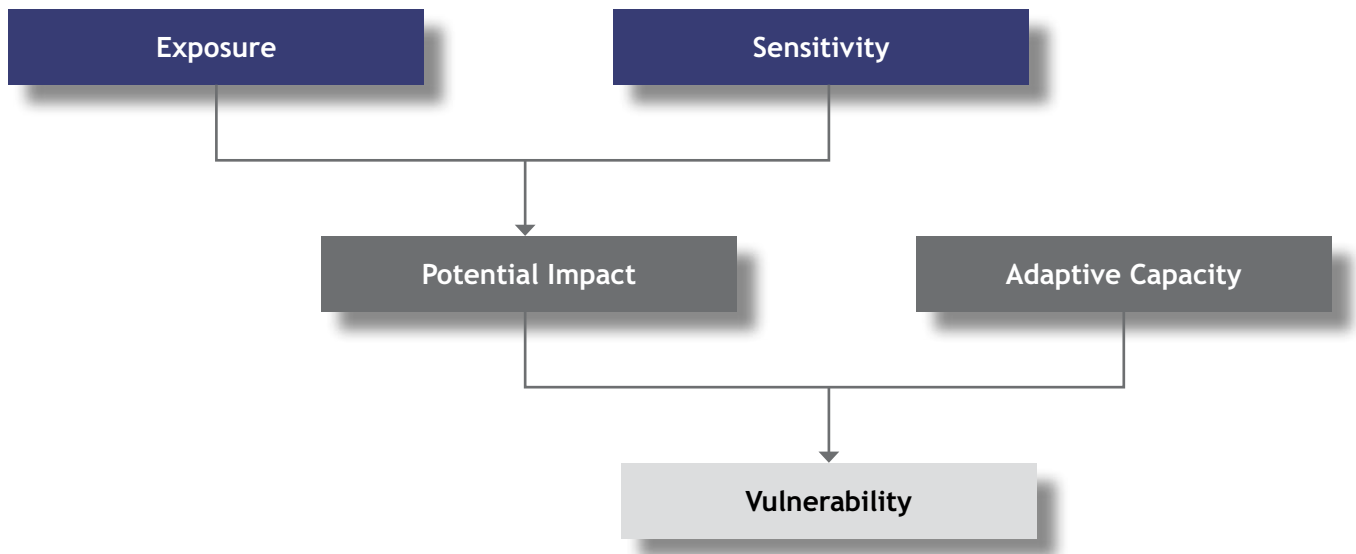 Exposure
Sensitivity
Potential Impact
Adaptive Capacity
Vulnerability